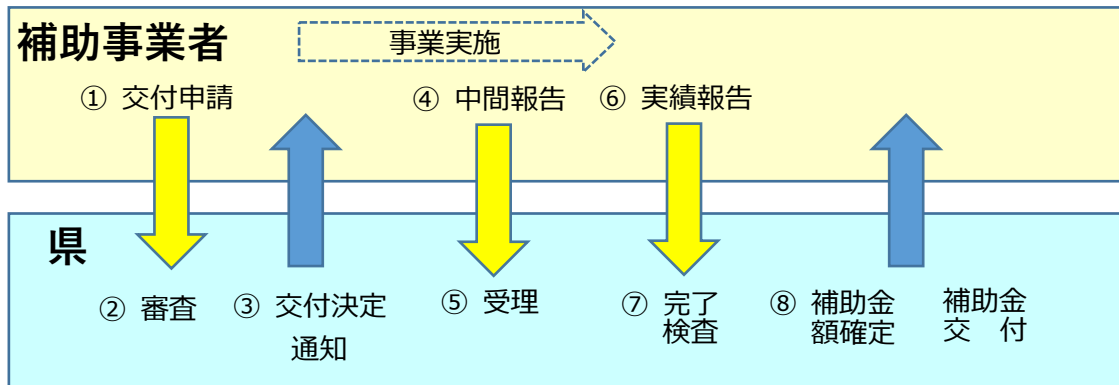 補助事業者
事業実施
① 交付申請
④ 中間報告
⑥ 実績報告
県
② 審査
③ 交付決定
通知
⑤ 受理
⑦ 完了
検査
⑧ 補助金
額確定
補助金
交　付